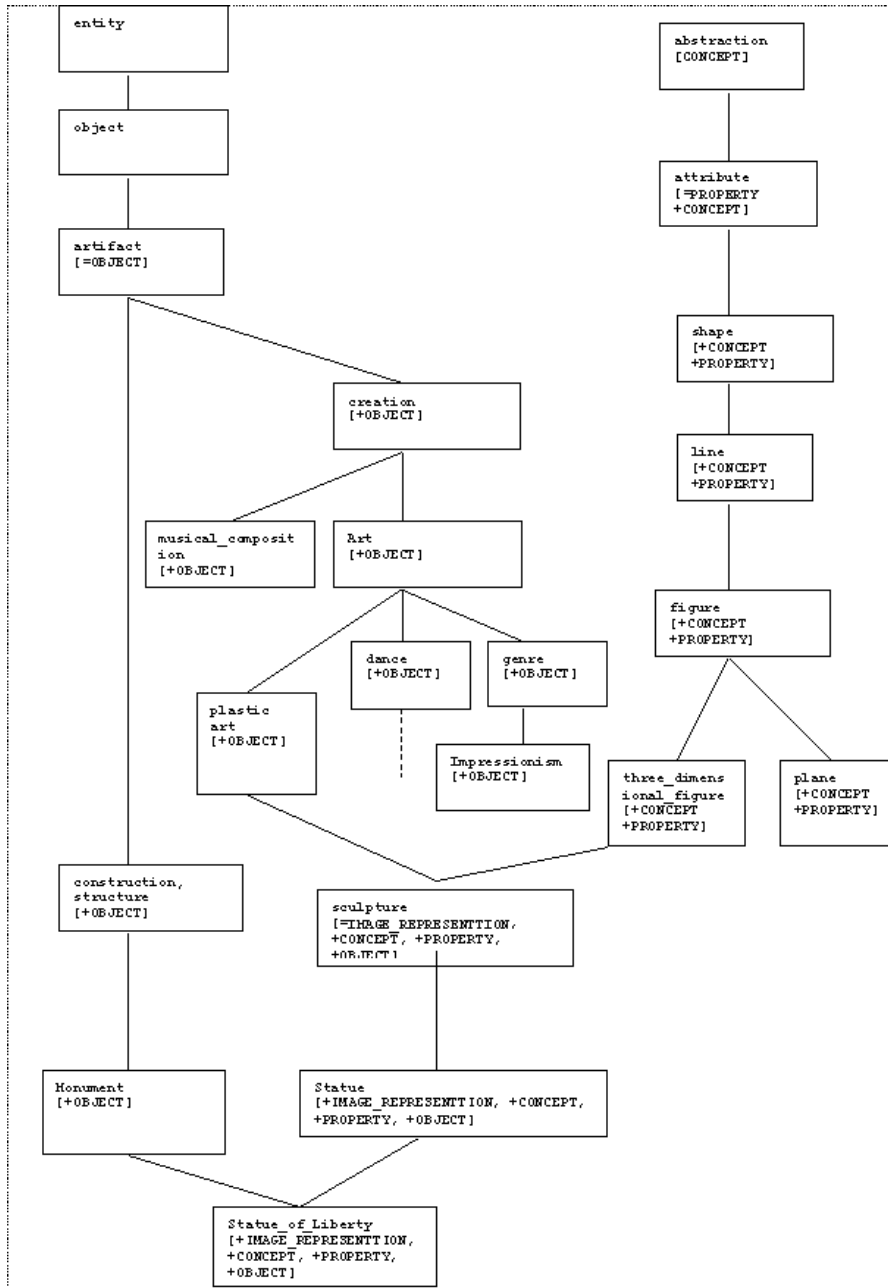 entity
abstraction
[CONCEPT]
object
attribute
[=PROPERTY
+CONCEPT]
artifact
[=OBJECT]
shape
[+CONCEPT
+PROPERTY]
creation
[+OBJECT]
line
[+CONCEPT
+PROPERTY]
musical_composit
ion
[+OBJECT]
Art
[+OBJECT]
figure
[+CONCEPT
+PROPERTY]
dance
[+OBJECT]
genre
[+OBJECT]
plastic
art
[+OBJECT]
Impressionism
[+OBJECT]
three_dimens
ional_figure
[+CONCEPT
+PROPERTY]
plane
[+CONCEPT
+PROPERTY]
construction,
structure
[+OBJECT]
sculpture
[=IMAGE_REPRESENTTION,
+CONCEPT, +PROPERTY,
+OBJECT]
Monument
[+OBJECT]
Statue
[+IMAGE_REPRESENTTION, +CONCEPT,
+PROPERTY, +OBJECT]
Statue_of_Liberty
[+IMAGE_REPRESENTTION,
+CONCEPT, +PROPERTY,
+OBJECT]